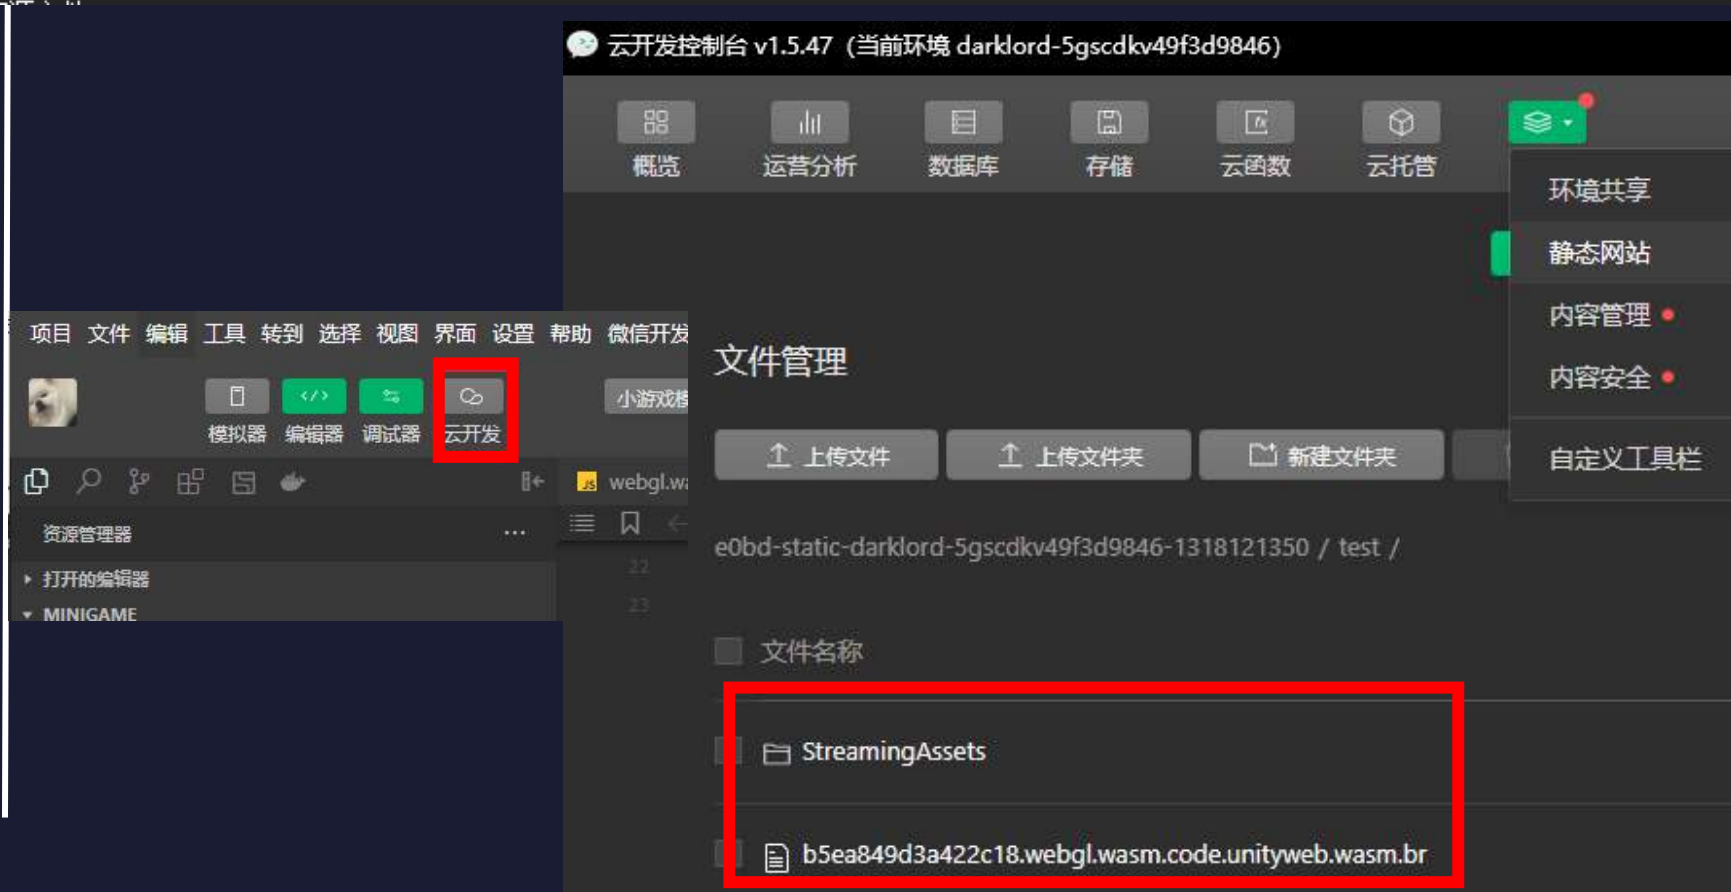 云开发控制台 v1.5.47 (当前环境 darklord-5gscdkv49f3d9846)
概览 运营分析 数据库 存储 云函数 云托管
环境共享
静态网站
内容管理
内容安全
自定义工具栏
项目 文件 编辑 工具 转到 选择 视图 界面 设置 帮助 微信开发
小游戏模
模拟器 编辑器 调试器 云开发
资源管理器 ···
打开的编辑器
MINIGAME
JS webgl.wa
22
23
文件管理
上传文件 上传文件夹 新建文件夹
e0bd-static-darklord-5gscdkv49f3d9846-1318121350 / test /
文件名称
StreamingAssets
b5ea849d3a422c18.webgl.wasm.code.unityweb.wasm.br